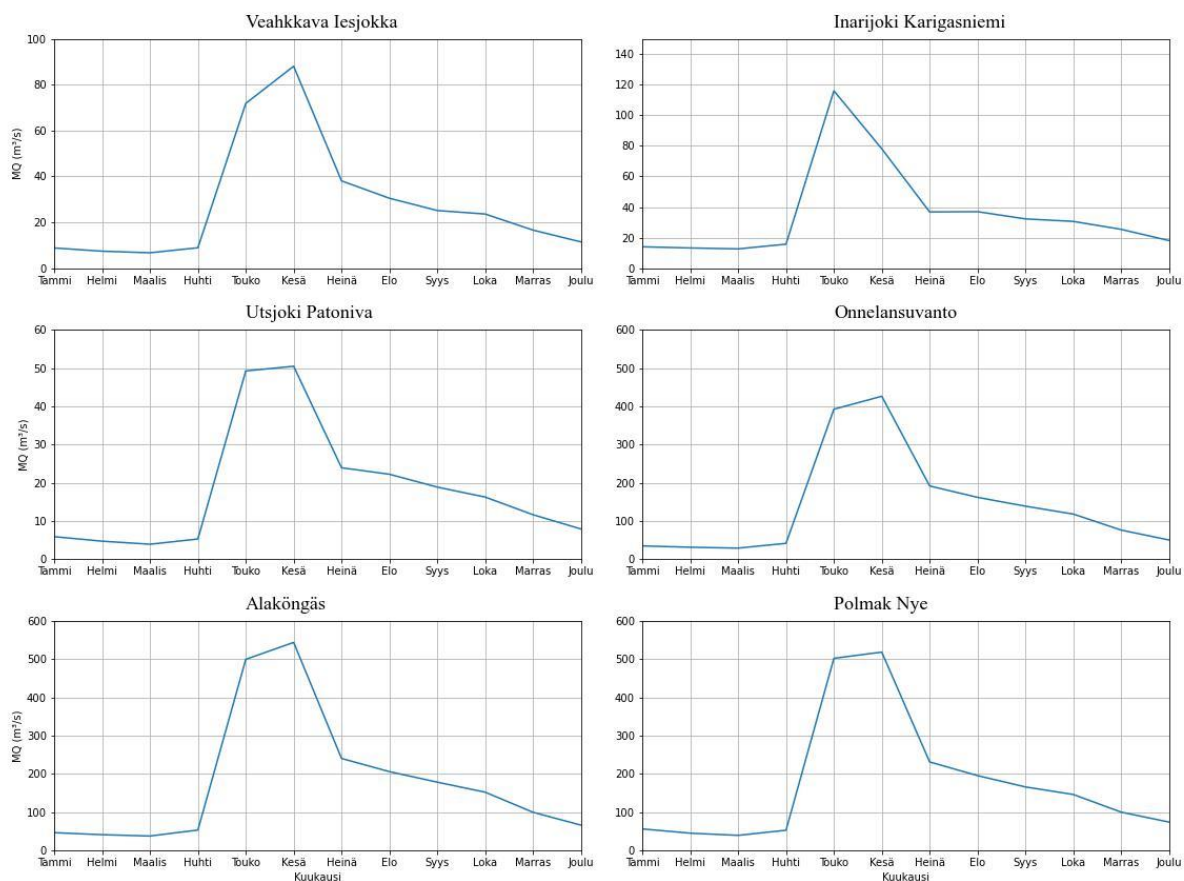 Veahkkava Iesjokka
100
80
60
40
20
0
MQ (m³/s)
Tammi Helmi Maalis Huhti Touko Kesä Heinä Elo Syys Loka Marras Joulu
Inarijoki Karigasniemi
140
120
100
80
60
40
20
0
Tammi Helmi Maalis Huhti Touko Kesä Heinä Elo Syys Loka Marras Joulu
Utsjoki Patoniva
60
50
40
30
20
10
0
MQ (m³/s)
Tammi Helmi Maalis Huhti Touko Kesä Heinä Elo Syys Loka Marras Joulu
Onnelansuvanto
600
500
400
300
200
100
0
Tammi Helmi Maalis Huhti Touko Kesä Heinä Elo Syys Loka Marras Joulu
Alaköngäs
600
500
400
300
200
100
0
MQ (m³/s)
Tammi Helmi Maalis Huhti Touko Kesä Heinä Elo Syys Loka Marras Joulu
Kuukausi
Polmak Nye
600
500
400
300
200
100
0
Tammi Helmi Maalis Huhti Touko Kesä Heinä Elo Syys Loka Marras Joulu
Kuukausi